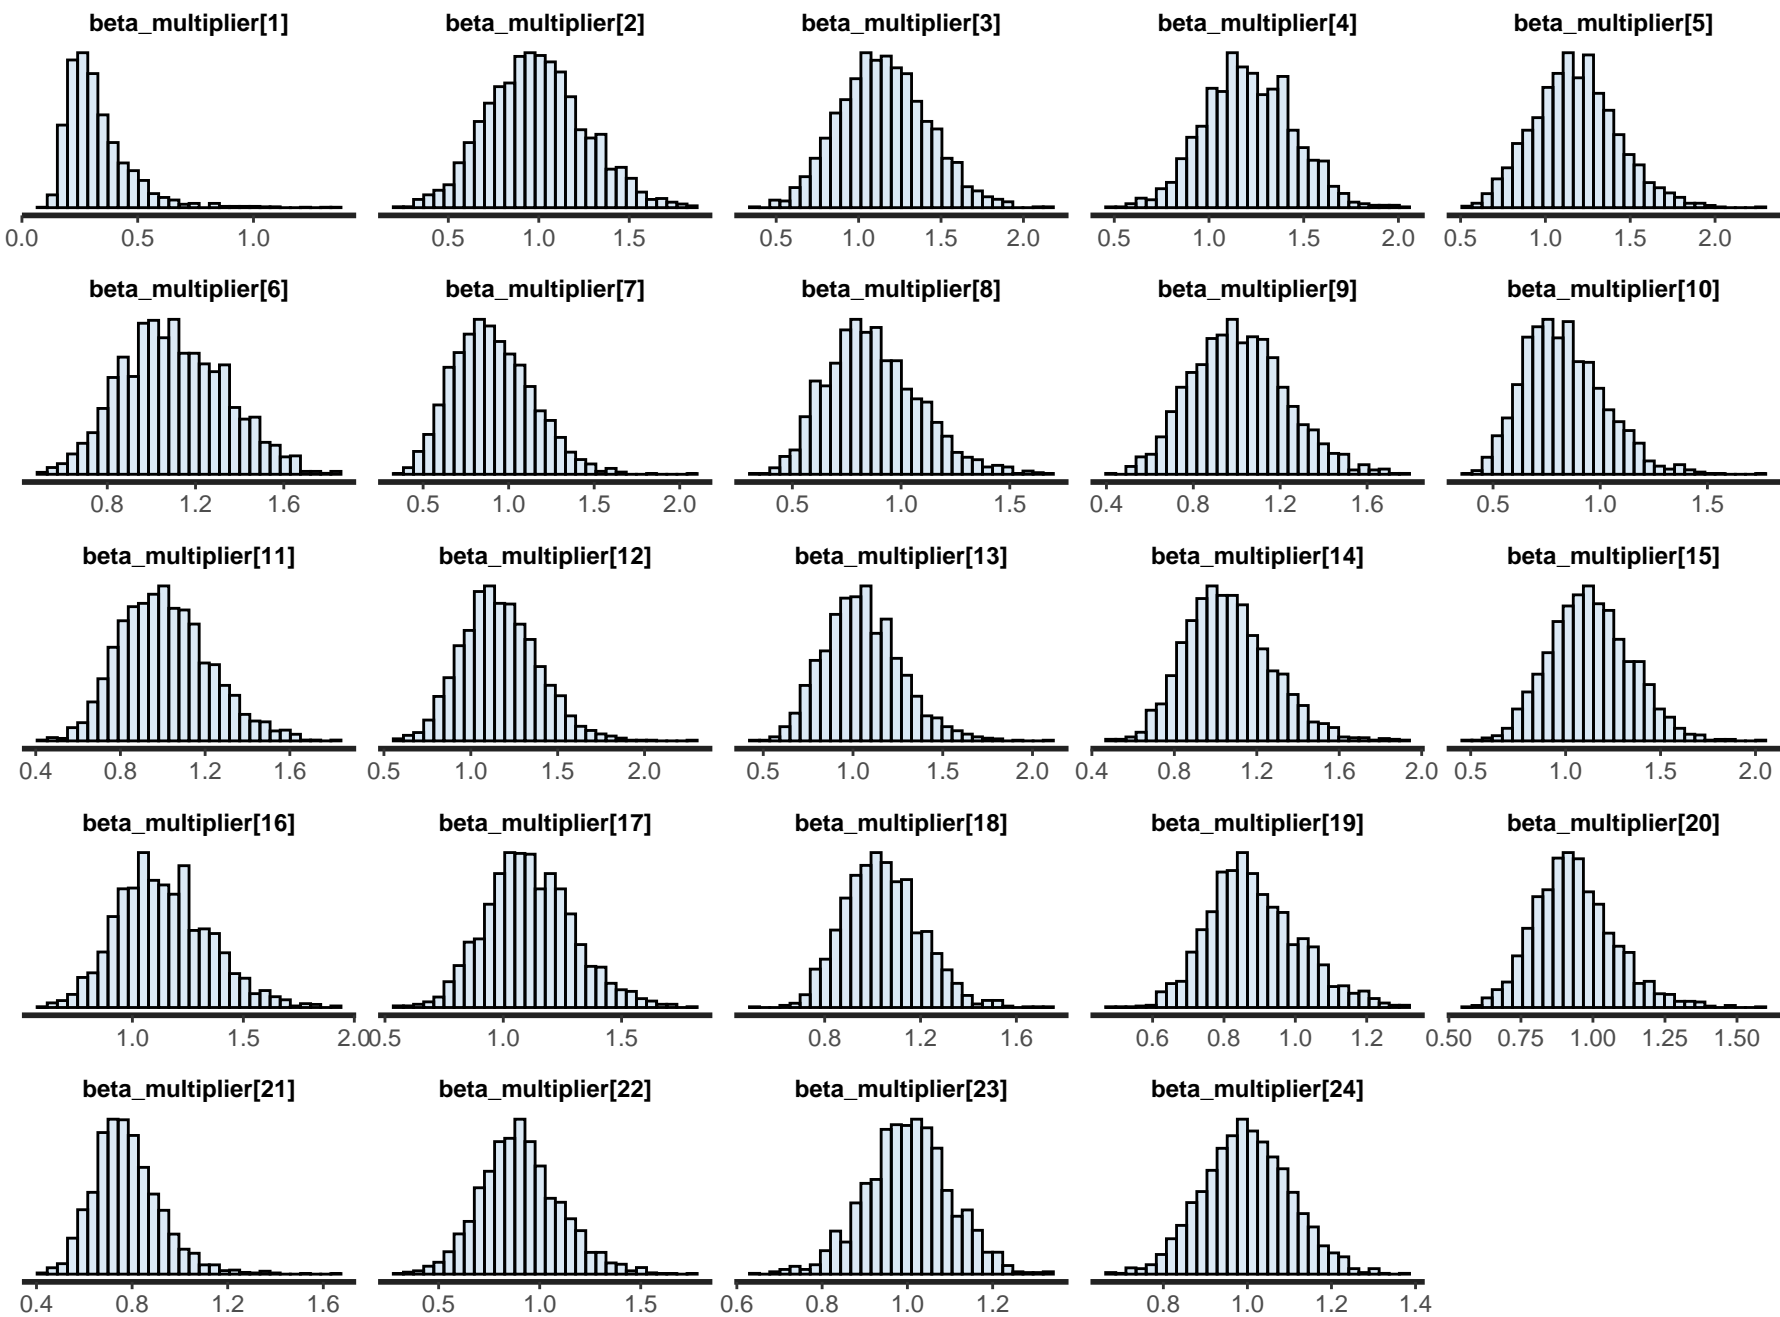 beta_multiplier[1] beta_multiplier[2] beta_multiplier[3] beta_multiplier[4] beta_multiplier[5]
0.0 0.5 1.0 0.5 1.0 1.5 0.5 1.0 1.5 2.0 0.5 1.0 1.5 2.0 0.5 1.0 1.5 2.0
beta_multiplier[6] beta_multiplier[7] beta_multiplier[8] beta_multiplier[9] beta_multiplier[10]
0.8 1.2 1.6 0.5 1.0 1.5 2.0 0.5 1.0 1.5 0.4 0.8 1.2 1.6 0.5 1.0 1.5
beta_multiplier[11] beta_multiplier[12] beta_multiplier[13] beta_multiplier[14] beta_multiplier[15]
0.4 0.8 1.2 1.6 0.5 1.0 1.5 2.0 0.5 1.0 1.5 2.0 0.4 0.8 1.2 1.6 2.0 0.5 1.0 1.5 2.0
beta_multiplier[16] beta_multiplier[17] beta_multiplier[18] beta_multiplier[19] beta_multiplier[20]
1.0 1.5 2.0 0.5 1.0 1.5 0.8 1.2 1.6 0.6 0.8 1.0 1.2 0.50 0.75 1.00 1.25 1.50
beta_multiplier[21] beta_multiplier[22] beta_multiplier[23] beta_multiplier[24]
0.4 0.8 1.2 1.6 0.5 1.0 1.5 0.6 0.8 1.0 1.2 0.8 1.0 1.2 1.4